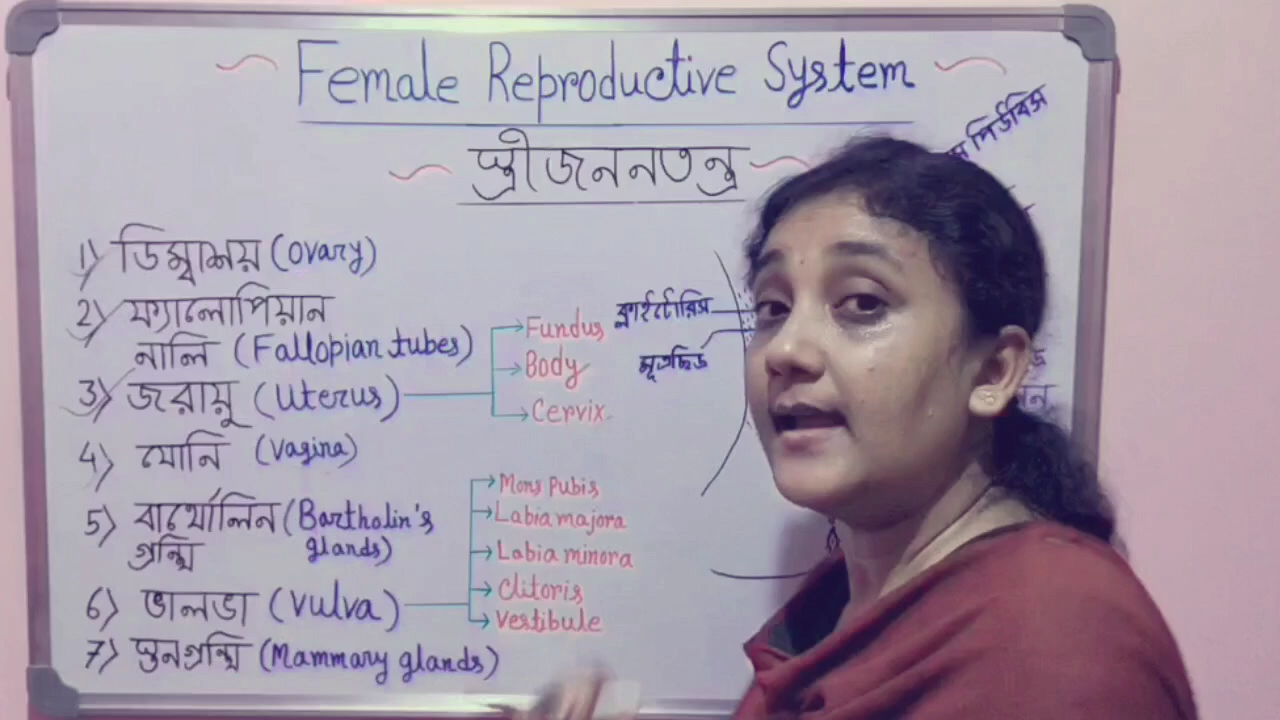 Female Reproductive System
স্ত্রীজননতন্ত্র
পিউবিস
1) ডিম্বাশয় (Ovary)
2) ফ্যালোপিয়ান
নালি (Fallopian tubes)
3) জরায়ু (Uterus)
Fundus
Body
Cervix
ক্লাইটোরিস
মূত্রছিদ্র
4) যোনি (Vagina)
5) বার্থোলিন (Bartholin's
গ্রন্থি glands)
6) ভালভা (Vulva)
Mons Pubis
Labia majora
Labia minora
Clitoris
Vestibule
7) স্তনগ্রন্থি (Mammary glands)